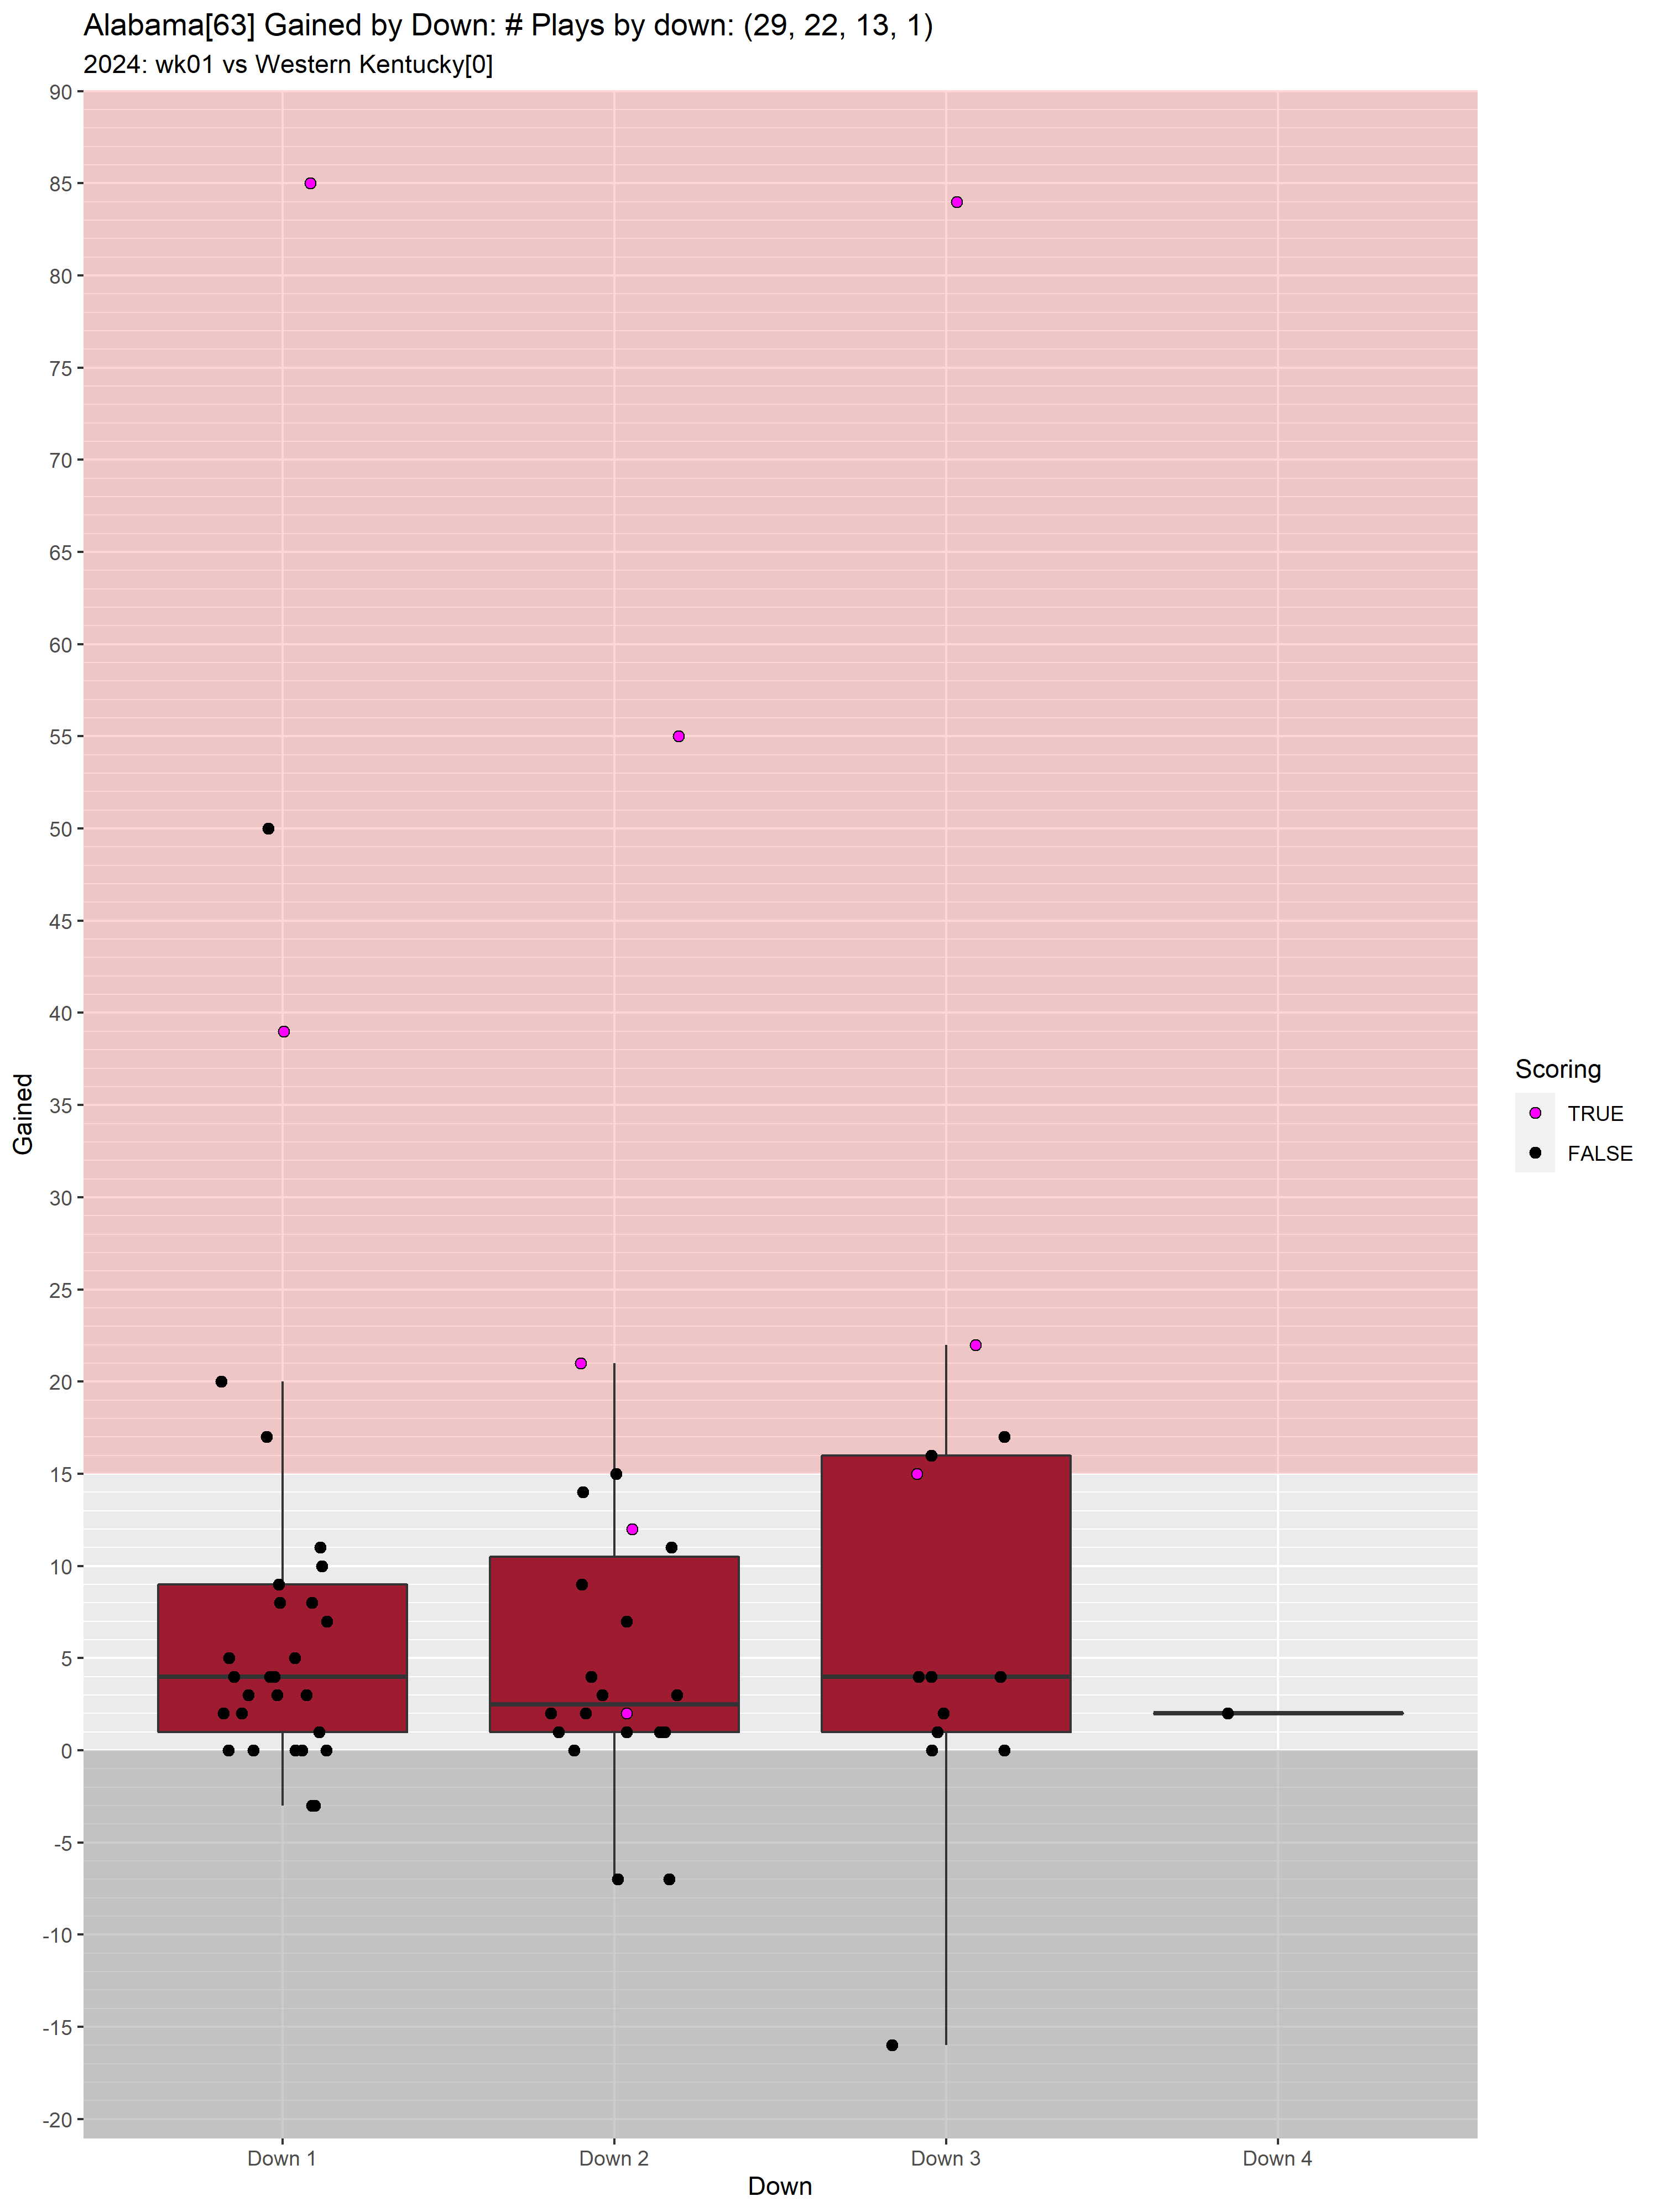 Alabama[63] Gained by Down: # Plays by down: (29, 22, 13, 1)
2024: wk01 vs Western Kentucky[0]
90
85
80
75
70
65
60
55
50
45
40
35
30
25
20
15
10
5
0
-5
-10
-15
-20
Gained
Down 1 Down 2 Down 3 Down 4
Down
Scoring
TRUE
FALSE